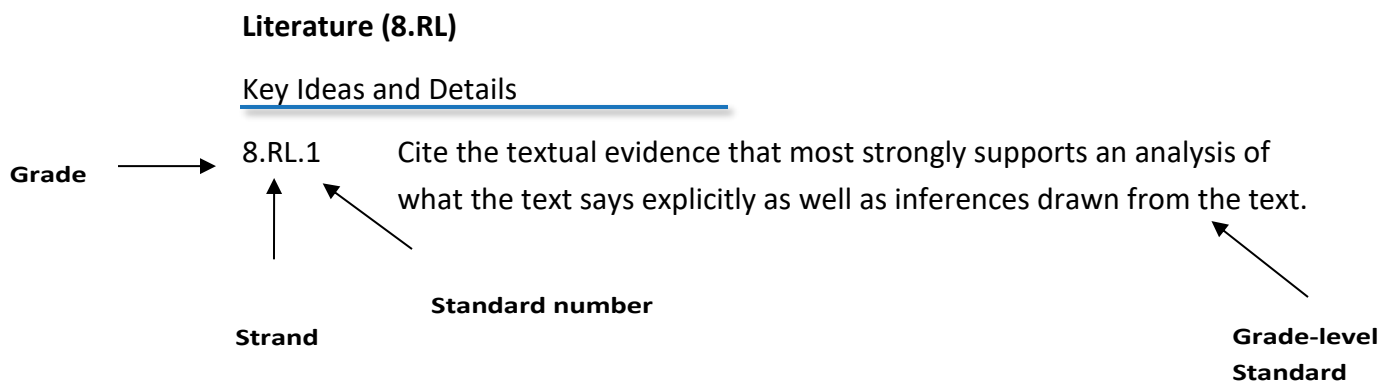 Literature (8.RL)
Key Ideas and Details
Grade
8.RL.1 Cite the textual evidence that most strongly supports an analysis of
what the text says explicitly as well as inferences drawn from the text.
Standard number
Strand
Grade-level
Standard